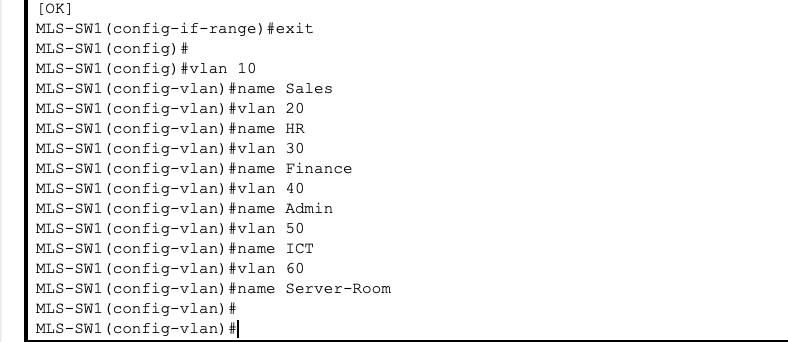 [OK]
MLS-SW1(config-if-range)#exit
MLS-SW1(config)#
MLS-SW1(config)#vlan 10
MLS-SW1(config-vlan)#name Sales
MLS-SW1(config-vlan)#vlan 20
MLS-SW1(config-vlan)#name HR
MLS-SW1(config-vlan)#vlan 30
MLS-SW1(config-vlan)#name Finance
MLS-SW1(config-vlan)#vlan 40
MLS-SW1(config-vlan)#name Admin
MLS-SW1(config-vlan)#vlan 50
MLS-SW1(config-vlan)#name ICT
MLS-SW1(config-vlan)#vlan 60
MLS-SW1(config-vlan)#name Server-Room
MLS-SW1(config-vlan)#
MLS-SW1(config-vlan)#